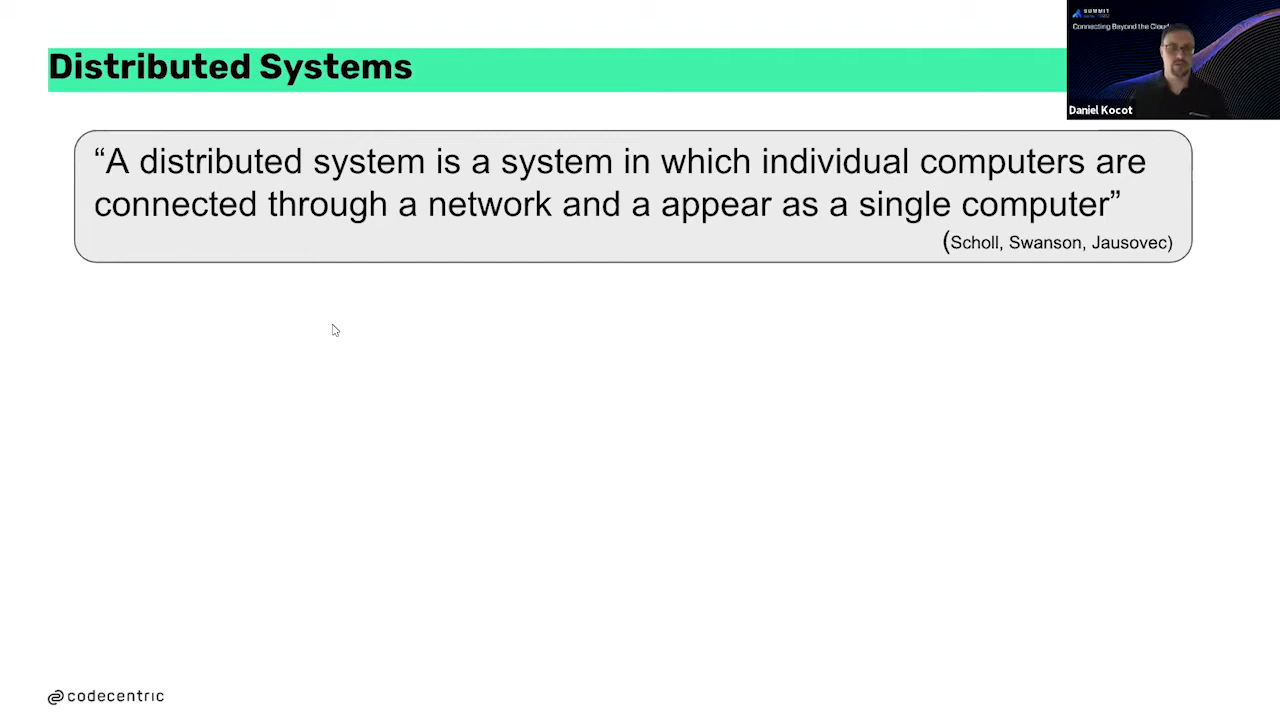 Distributed Systems
SUMMIT
Connecting Beyond the Cloud
Daniel Kocot
“A distributed system is a system in which individual computers are
connected through a network and a appear as a single computer”
(Scholl, Swanson, Jausovec)
codecentric